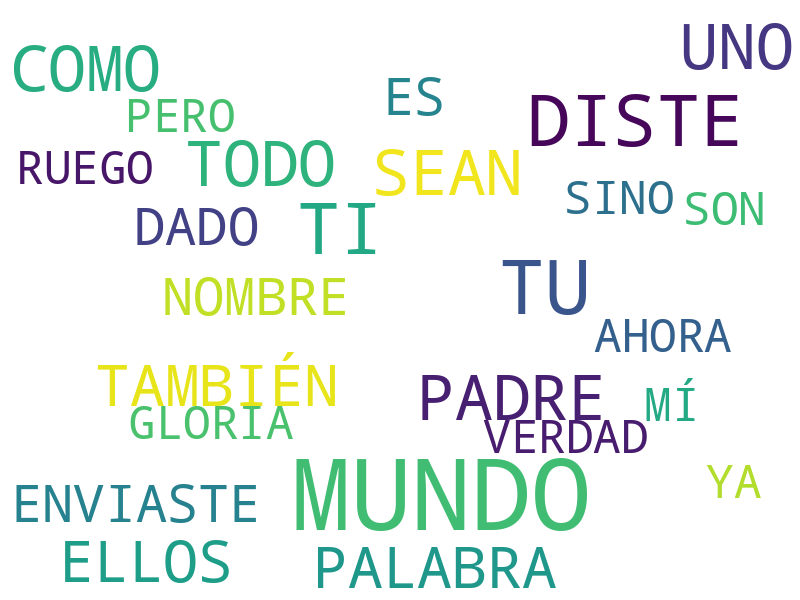 UNO
COMO
ES
DISTE
PERO
RUEGO
TODO
SEAN
SINO
SON
DADO
TI
TU
NOMBRE
AHORA
TAMBIÉN
PADRE
MÍ
GLORIA
VERDAD
MUNDO
YA
ENVIASTE
ELLOS
PALABRA